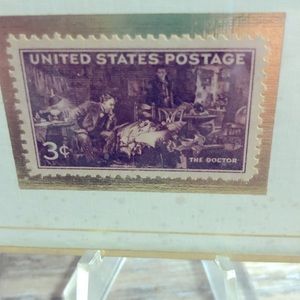 UNITED STATES POSTAGE
3¢
THE DOCTOR